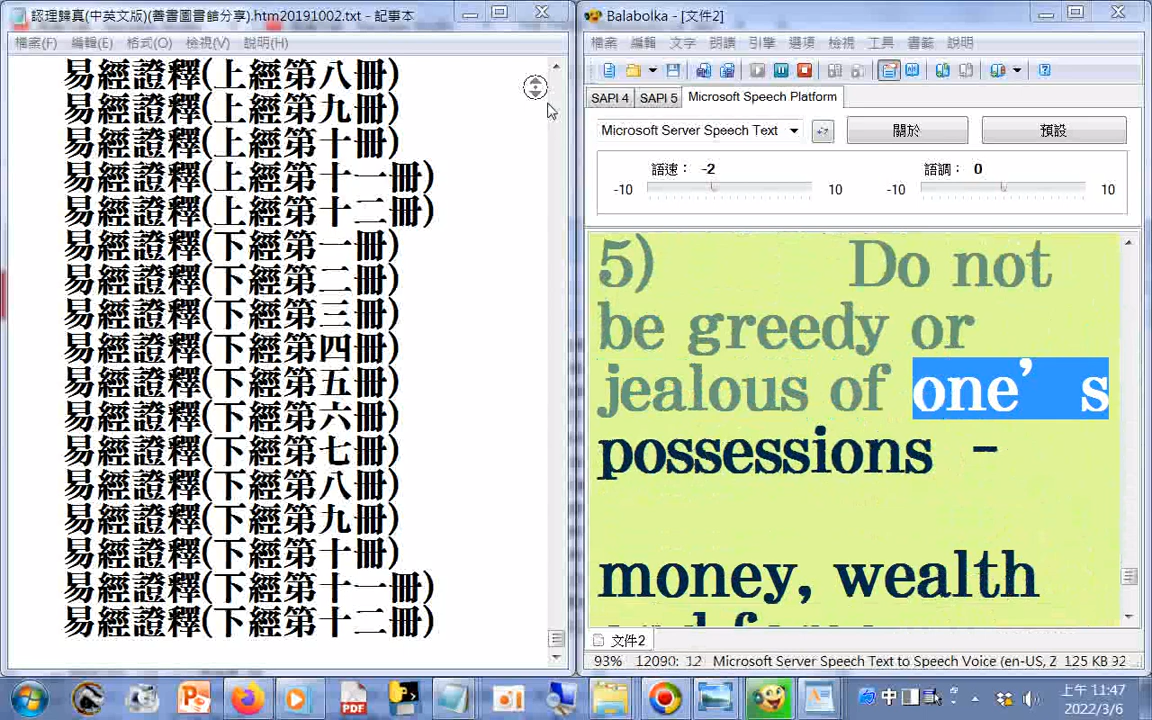 認理歸真(中英文版)(善書圖書館分享).htm20191002.txt - 記事本
檔案(F) 編輯(E) 格式(O) 檢視(V) 說明(H)
易經證釋(上經第八冊)
易經證釋(上經第九冊)
易經證釋(上經第十冊)
易經證釋(上經第十一冊)
易經證釋(上經第十二冊)
易經證釋(下經第一冊)
易經證釋(下經第二冊)
易經證釋(下經第三冊)
易經證釋(下經第四冊)
易經證釋(下經第五冊)
易經證釋(下經第六冊)
易經證釋(下經第七冊)
易經證釋(下經第八冊)
易經證釋(下經第九冊)
易經證釋(下經第十冊)
易經證釋(下經第十一冊)
易經證釋(下經第十二冊)
Balabolka - [文件2]
檔案 編輯 文字 朗讀 引擎 選項 檢視 工具 書籤 說明
SAPI 4 SAPI 5 Microsoft Speech Platform
Microsoft Server Speech Text 關於 預設
語速: -2 語調: 0
-10 10 -10 10
5) Do not
be greedy or
jealous of one’s
possessions -
money, wealth
文件2
93% 12090: 12 Microsoft Server Speech Text to Speech Voice (en-US, Z 125 KB 92
PDF
中
上午 11:47
2022/3/6